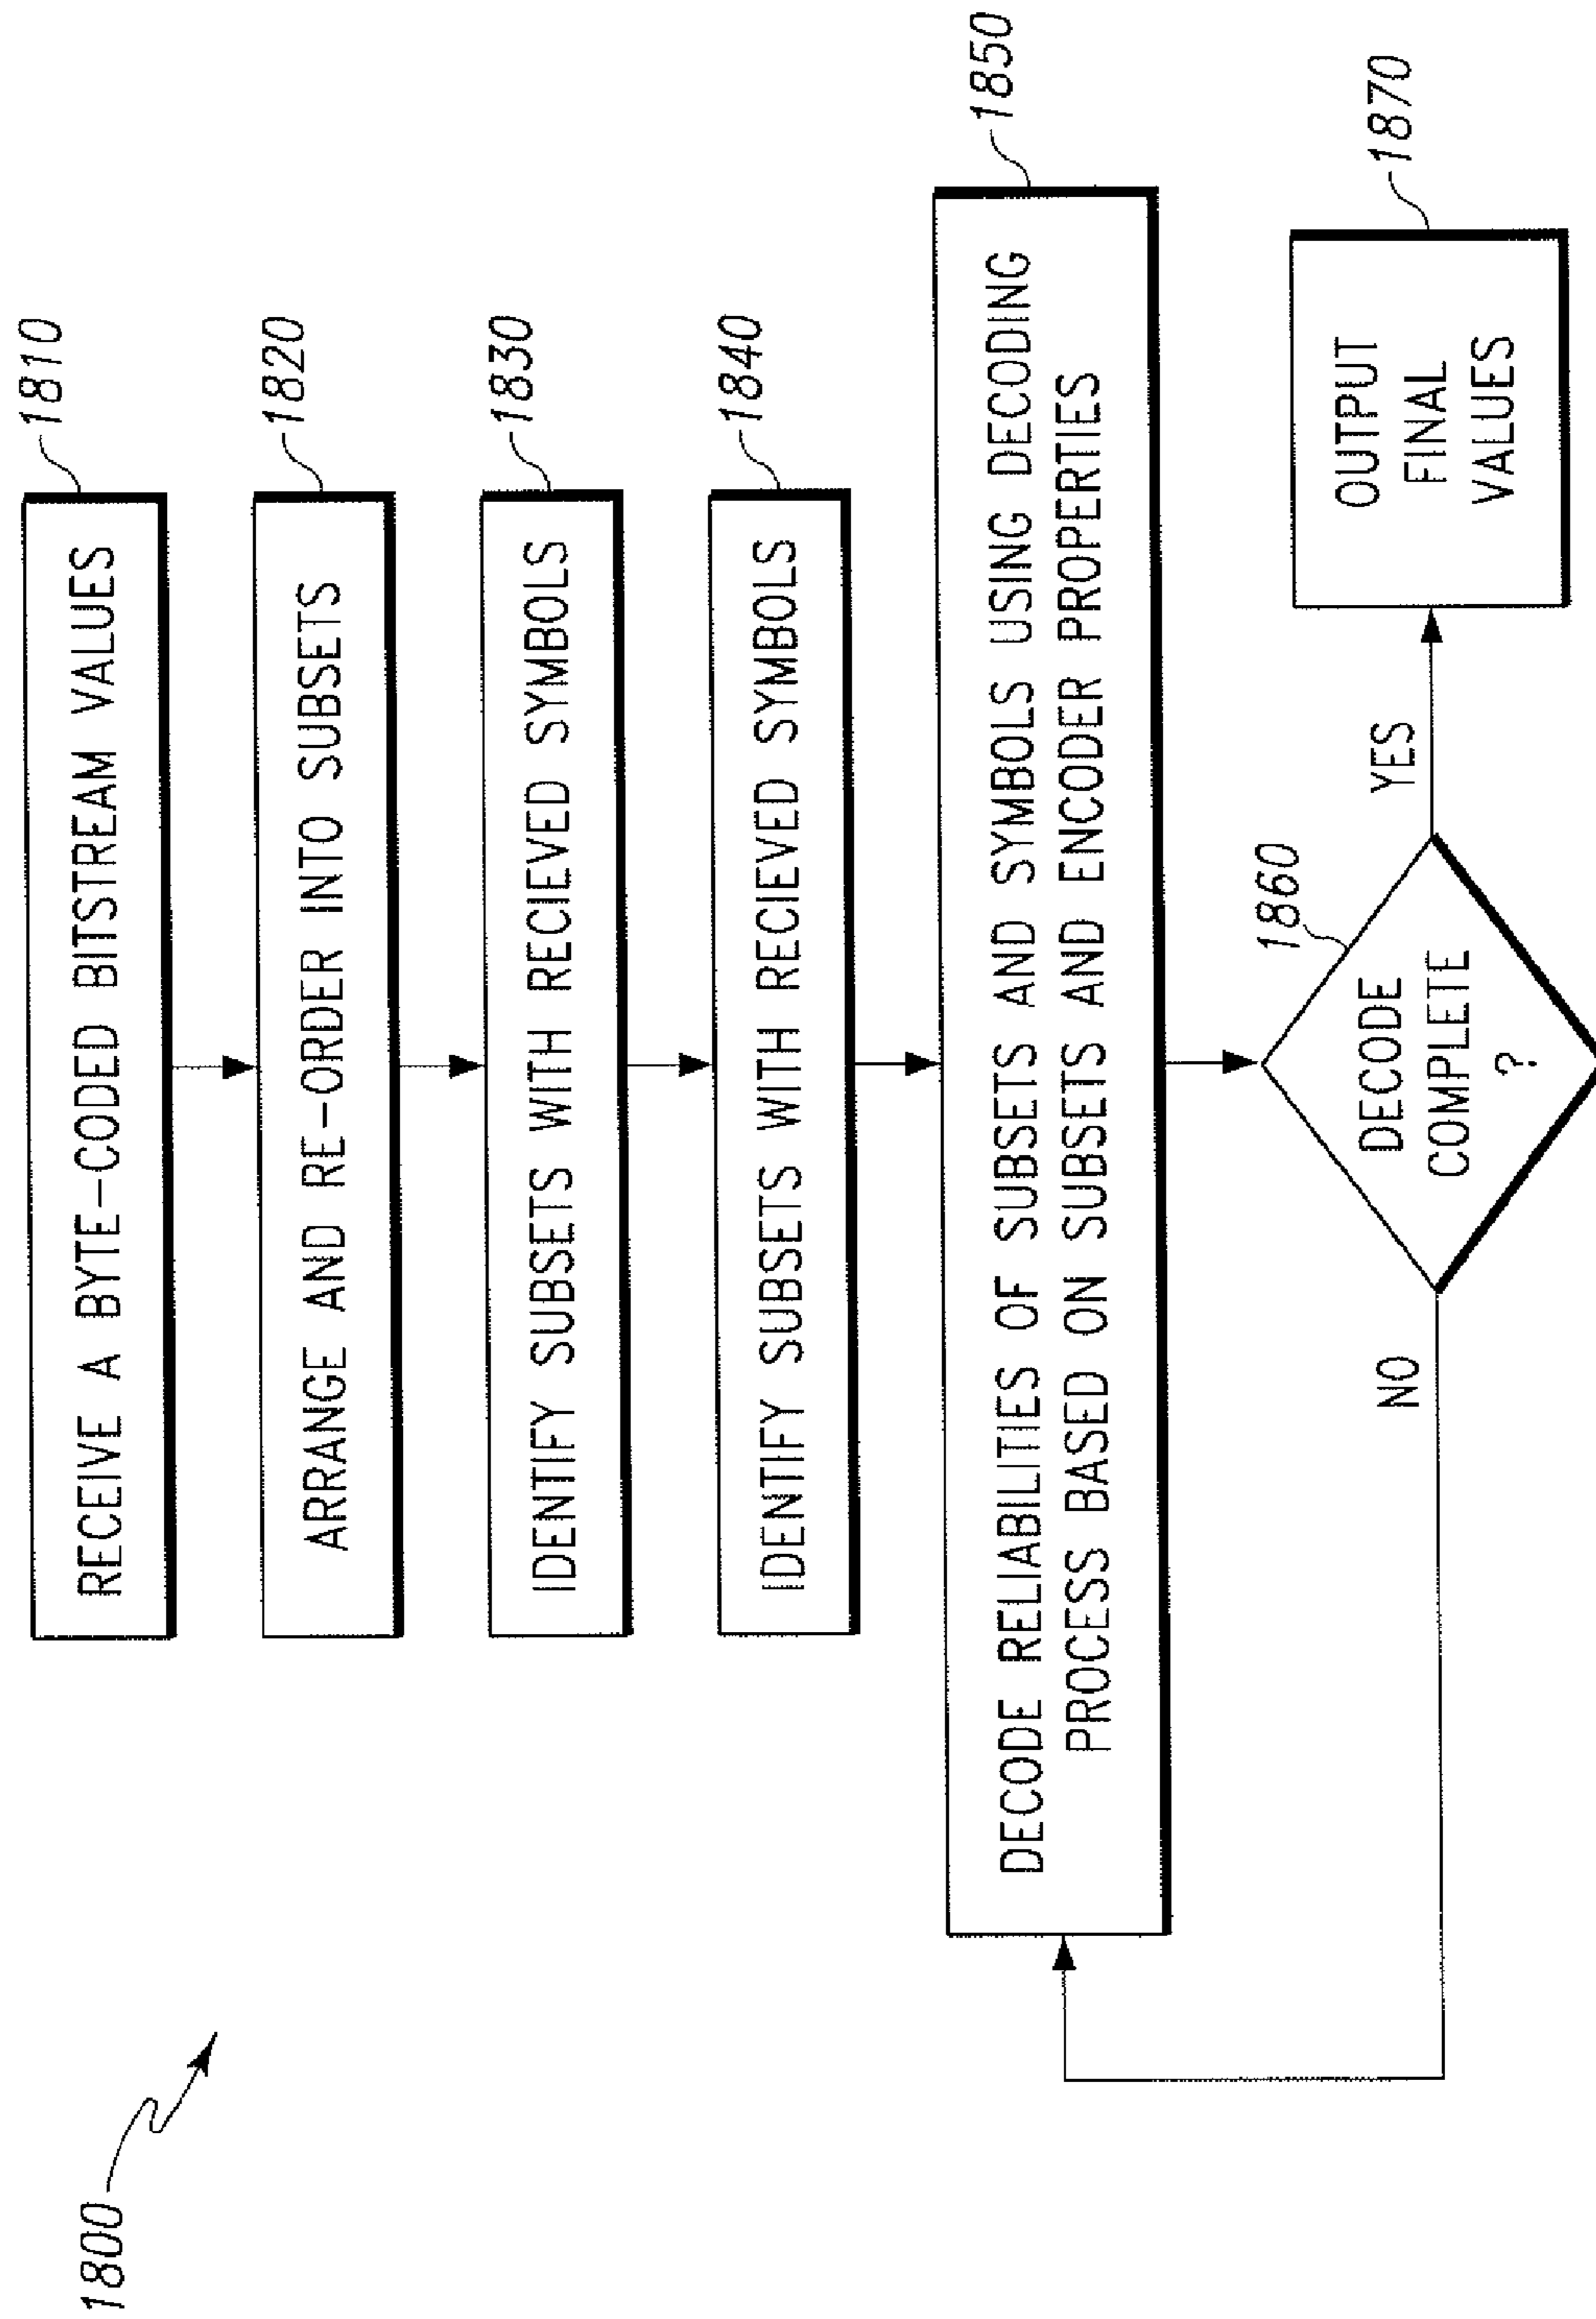 1800
1810
RECEIVE A BYTE-CODED BITSTREAM VALUES
1820
ARRANGE AND RE-ORDER INTO SUBSETS
1830
IDENTIFY SUBSETS WITH RECIEVED SYMBOLS
1840
IDENTIFY SUBSETS WITH RECIEVED SYMBOLS
1850
DECODE RELIABILITIES OF SUBSETS AND SYMBOLS USING DECODING
PROCESS BASED ON SUBSETS AND ENCODER PROPERTIES
1860
DECODE
COMPLETE
?
NO
YES
1870
OUTPUT
FINAL
VALUES